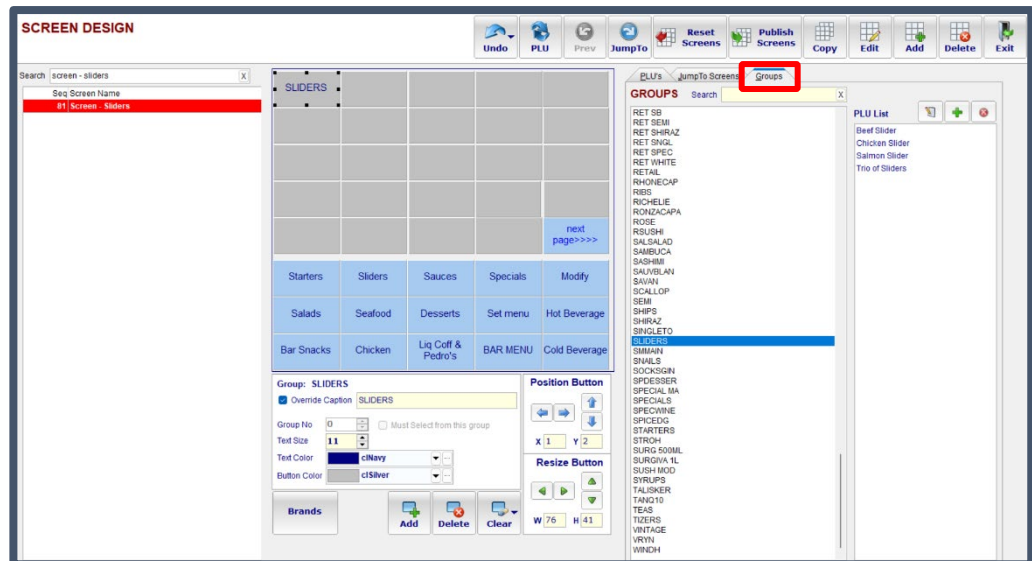 SCREEN DESIGN
Undo
PLU
Prev
JumpTo
Reset Screens
Publish Screens
Copy
Edit
Add
Delete
Exit
Search screen - sliders X
Seq Screen Name
81 Screen - Sliders
SLIDERS
next
page>>>>
Starters Sliders Sauces Specials Modify
Salads Seafood Desserts Set menu Hot Beverage
Bar Snacks Chicken Liq Coff & Pedro's BAR MENU Cold Beverage
Group: SLIDERS
Override Caption SLIDERS
Group No 0 Must Select from this group
Text Size 11
Text Color clNavy
Button Color clSilver
Brands
Add
Delete
Clear
Position Button
X 1 Y 2
Resize Button
W 76 H 41
PLU's JumpTo Screens Groups
GROUPS Search X
RET SB
RET SEMI
RET SHIRAZ
RET SNGL
RET SPEC
RET WHITE
RETAIL
RHONECAP
RIBS
RICHELIE
RONZACAPA
ROSE
RSUSHI
SALSALAD
SAMBUCA
SASHIMI
SAUVBLAN
SAVAN
SCALLOP
SEMI
SHIPS
SHIRAZ
SINGLETO
SLIDERS
SMMAIN
SNAILS
SOCKSGIN
SPDESSER
SPECIAL MA
SPECIALS
SPECWINE
SPICEDG
STARTERS
STROH
SURG 500ML
SURGIVA 1L
SUSH MOD
SYRUPS
TALISKER
TANQ10
TEAS
TIZERS
VINTAGE
VRYN
WINDH
PLU List
Beef Slider
Chicken Slider
Salmon Slider
Trio of Sliders